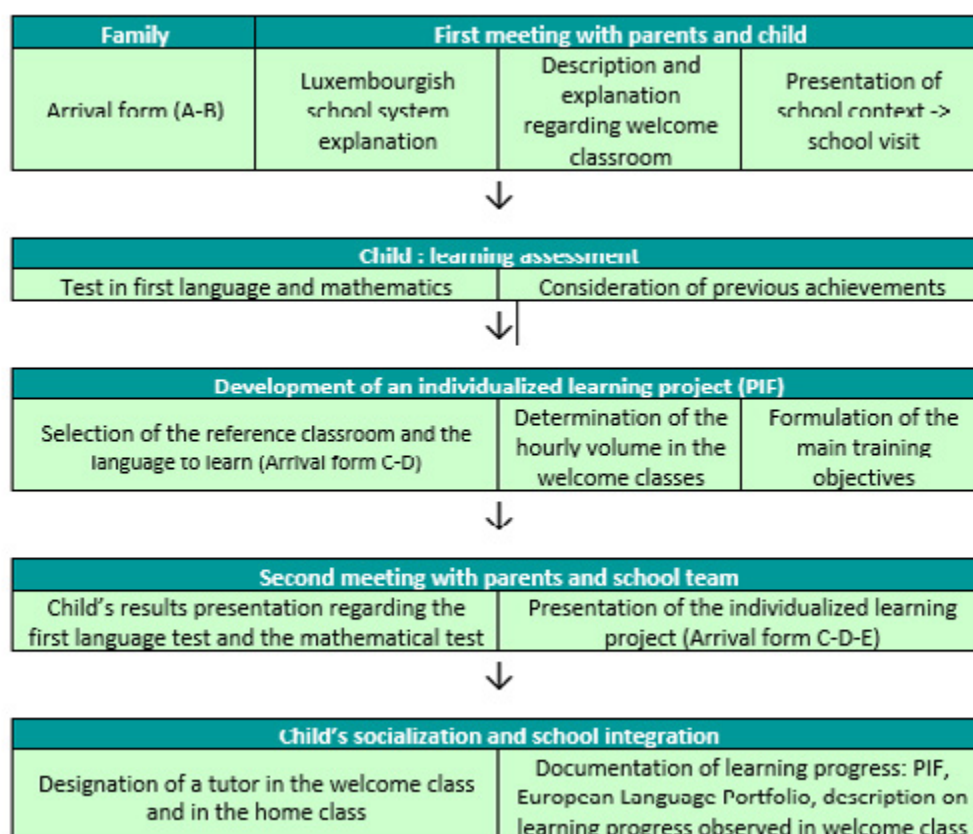 Family
First meeting with parents and child
Arrival form (A-B)
Luxembourgish
school system
explanation
Description and
explanation
regarding welcome
classroom
Presentation of
school context ->
school visit
Child : learning assessment
Test in first language and mathematics
Consideration of previous achievements
Development of an individualized learning project (PIF)
Selection of the reference classroom and the
language to learn (Arrival form C-D)
Determination of the
hourly volume in the
welcome classes
Formulation of the
main training
objectives
Second meeting with parents and school team
Child's results presentation regarding the
first language test and the mathematical test
Presentation of the individualized learning
project (Arrival form C-D-E)
Child's socialization and school integration
Designation of a tutor in the welcome class
and in the home class
Documentation of learning progress: PIF,
European Language Portfolio, description on
learning progress observed in welcome class